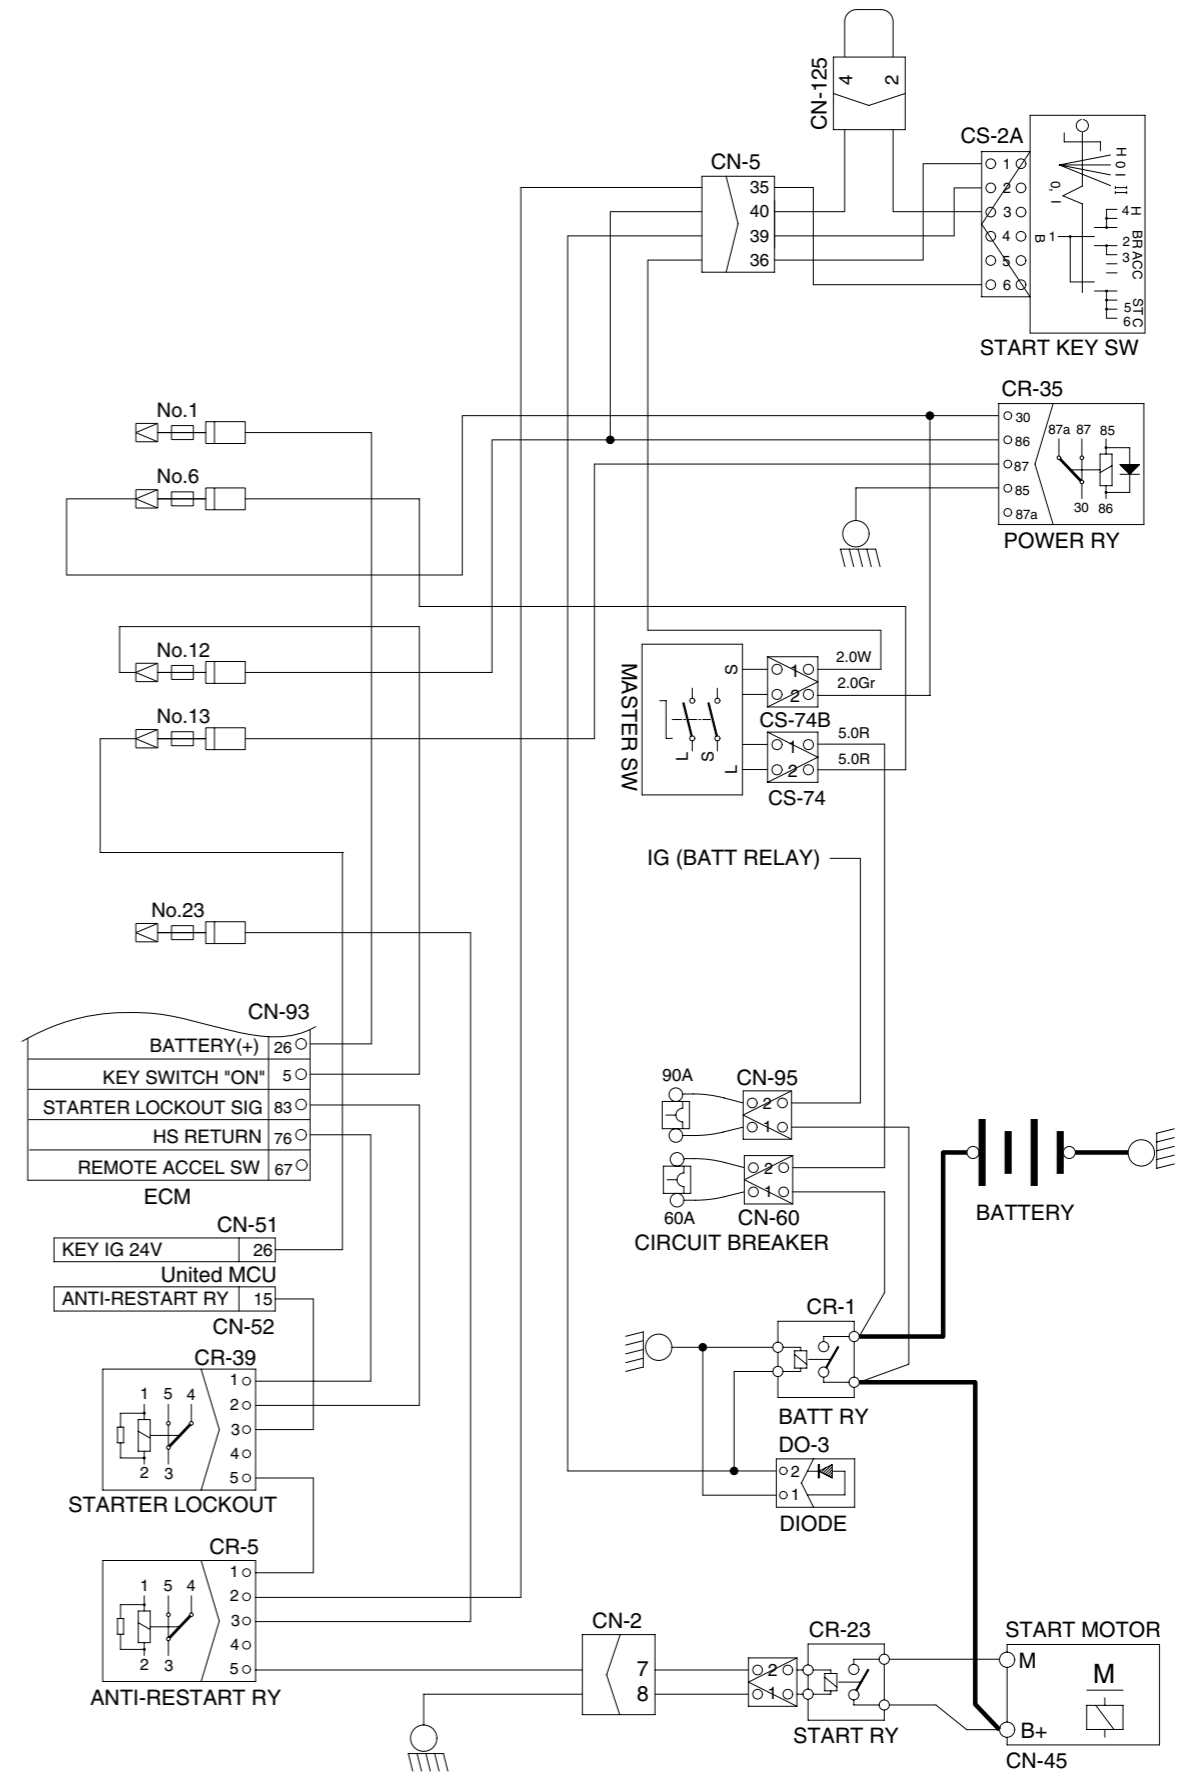 CN-125
4 2
CS-2A
CN-5
35
40
39
36
1
2
3
4
5
6
H O I II
0, I
B 1
4 H
2 BR
3 ACC
5 ST
6 C
START KEY SW
CR-35
30
86
87
85
87a
87a 87 85
30 86
POWER RY
No.1
No.6
No.12
No.13
No.23
MASTER SW
S
L
L S
1
2
2.0W
2.0Gr
CS-74B
1
2
5.0R
5.0R
CS-74
IG (BATT RELAY)
CN-93
BATTERY(+) 26
KEY SWITCH "ON" 5
STARTER LOCKOUT SIG 83
HS RETURN 76
REMOTE ACCEL SW 67
ECM
CN-51
KEY IG 24V 26
United MCU
ANTI-RESTART RY 15
CN-52
90A
CN-95
2
1
2
1
60A
CN-60
CIRCUIT BREAKER
BATTERY
CR-1
BATT RY
DO-3
2
1
DIODE
CR-39
1
2
3
4
5
1 5 4
2 3
STARTER LOCKOUT
CR-5
1
2
3
4
5
1 5 4
2 3
ANTI-RESTART RY
CN-2
7
8
2
1
CR-23
START RY
START MOTOR
M
M
B+
CN-45